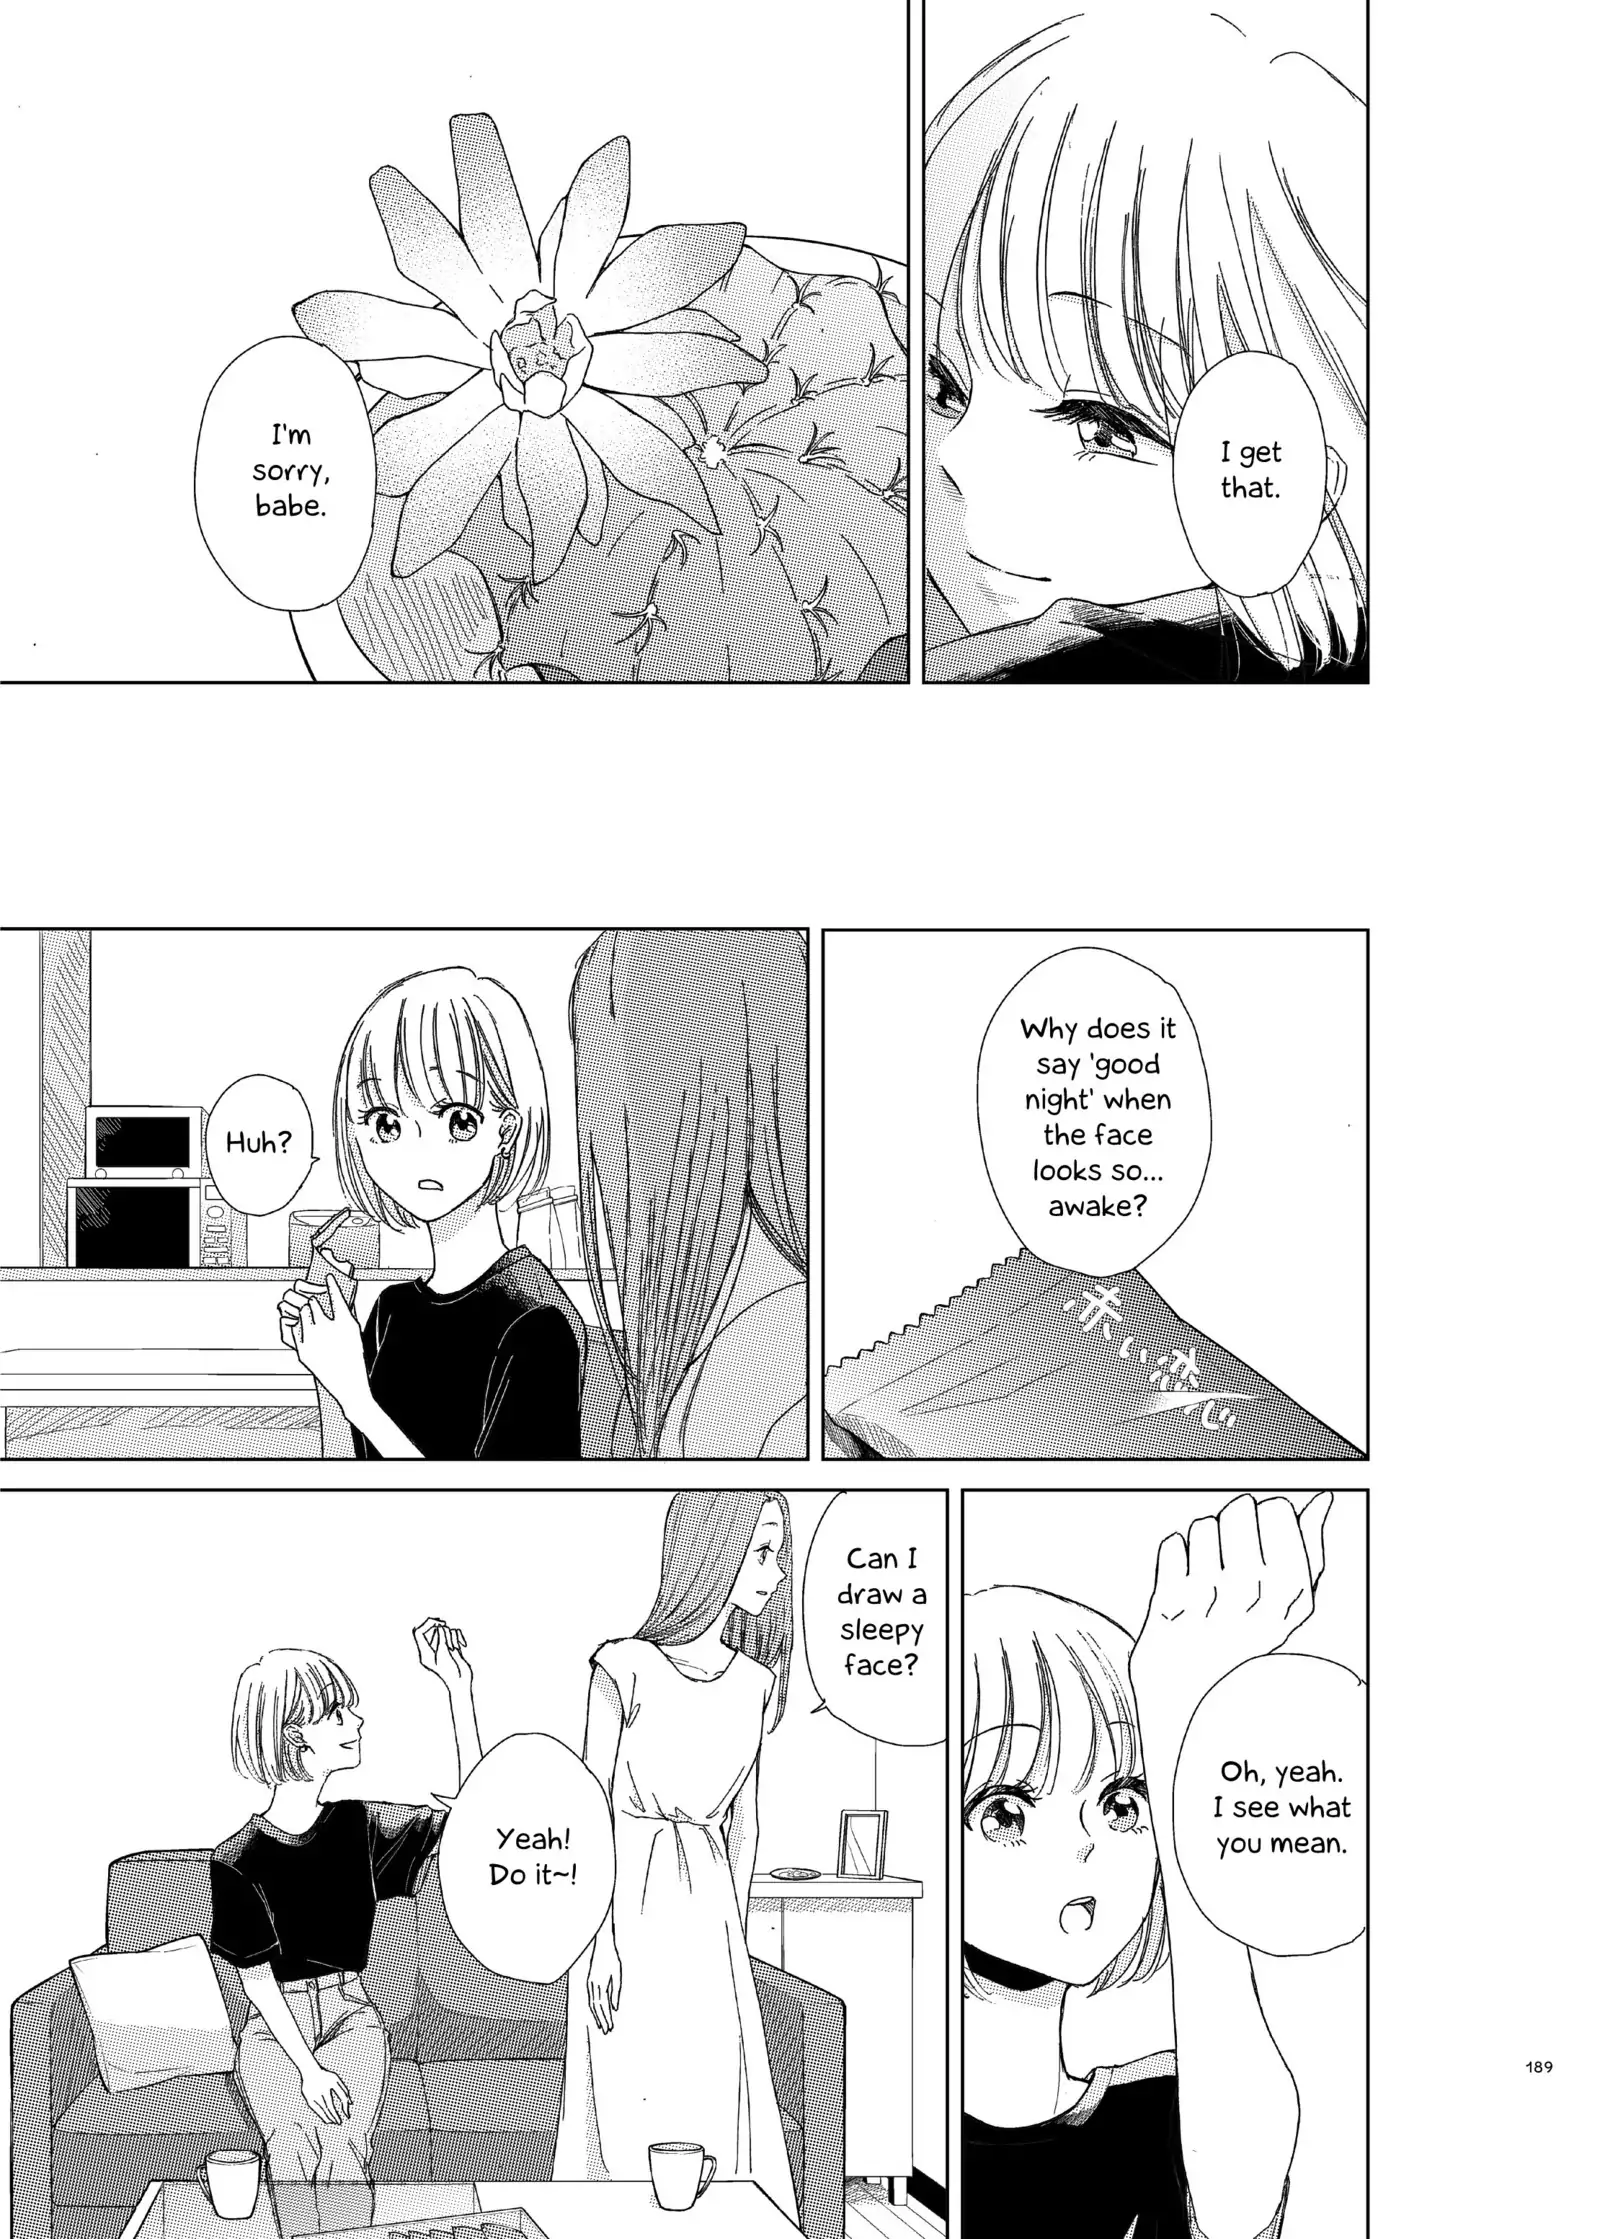 I get
that.
I'm
sorry,
babe.
Why does it
say 'good
night' when
the face
looks so...
awake?
Huh?
Oh, yeah.
I see what
you mean.
Can I
draw a
sleepy
face?
Yeah!
Do it~!
189